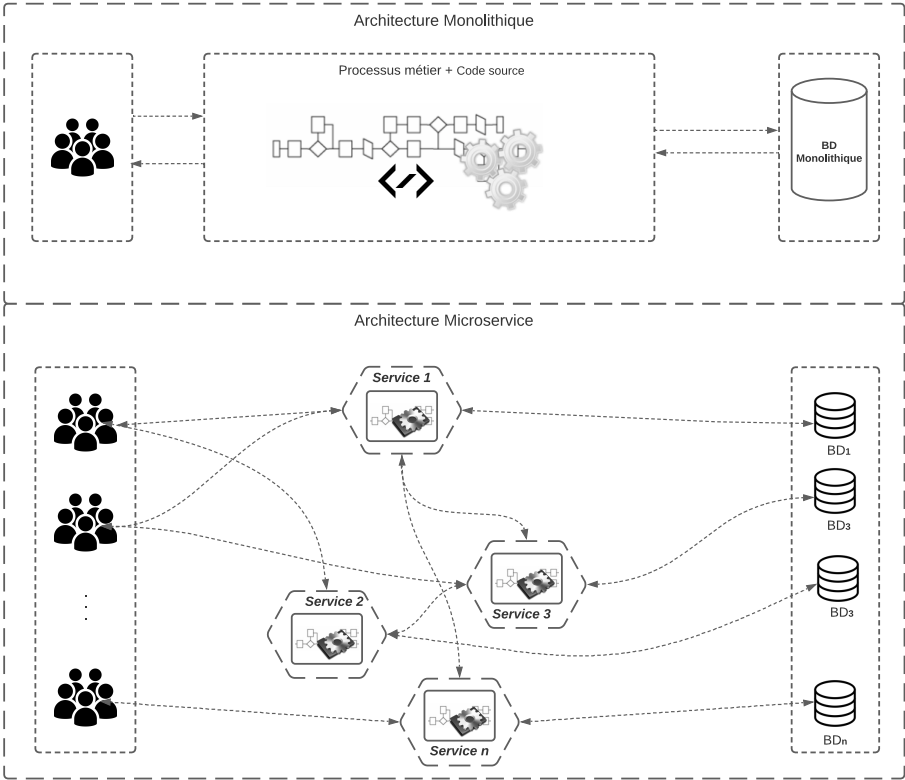 Architecture Monolithique
Processus métier + Code source
BD
Monolithique
</>
Architecture Microservice
Service 1
BD1
BD3
Service 2
Service 3
BD3
.
.
.
Service n
BDn